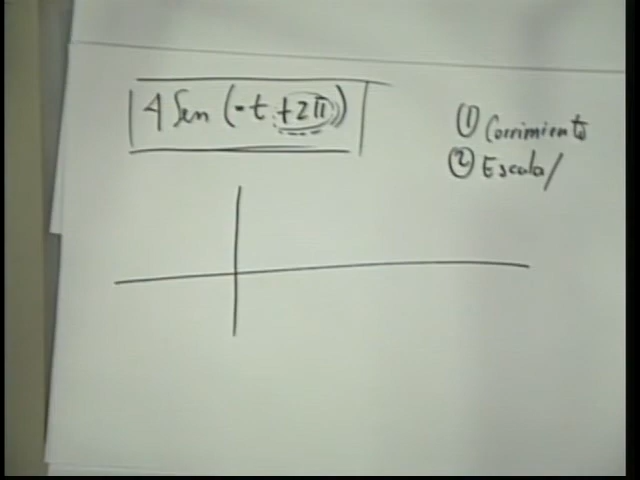 4 Sen (-t +2π)
① Corrimiento
② Escala/